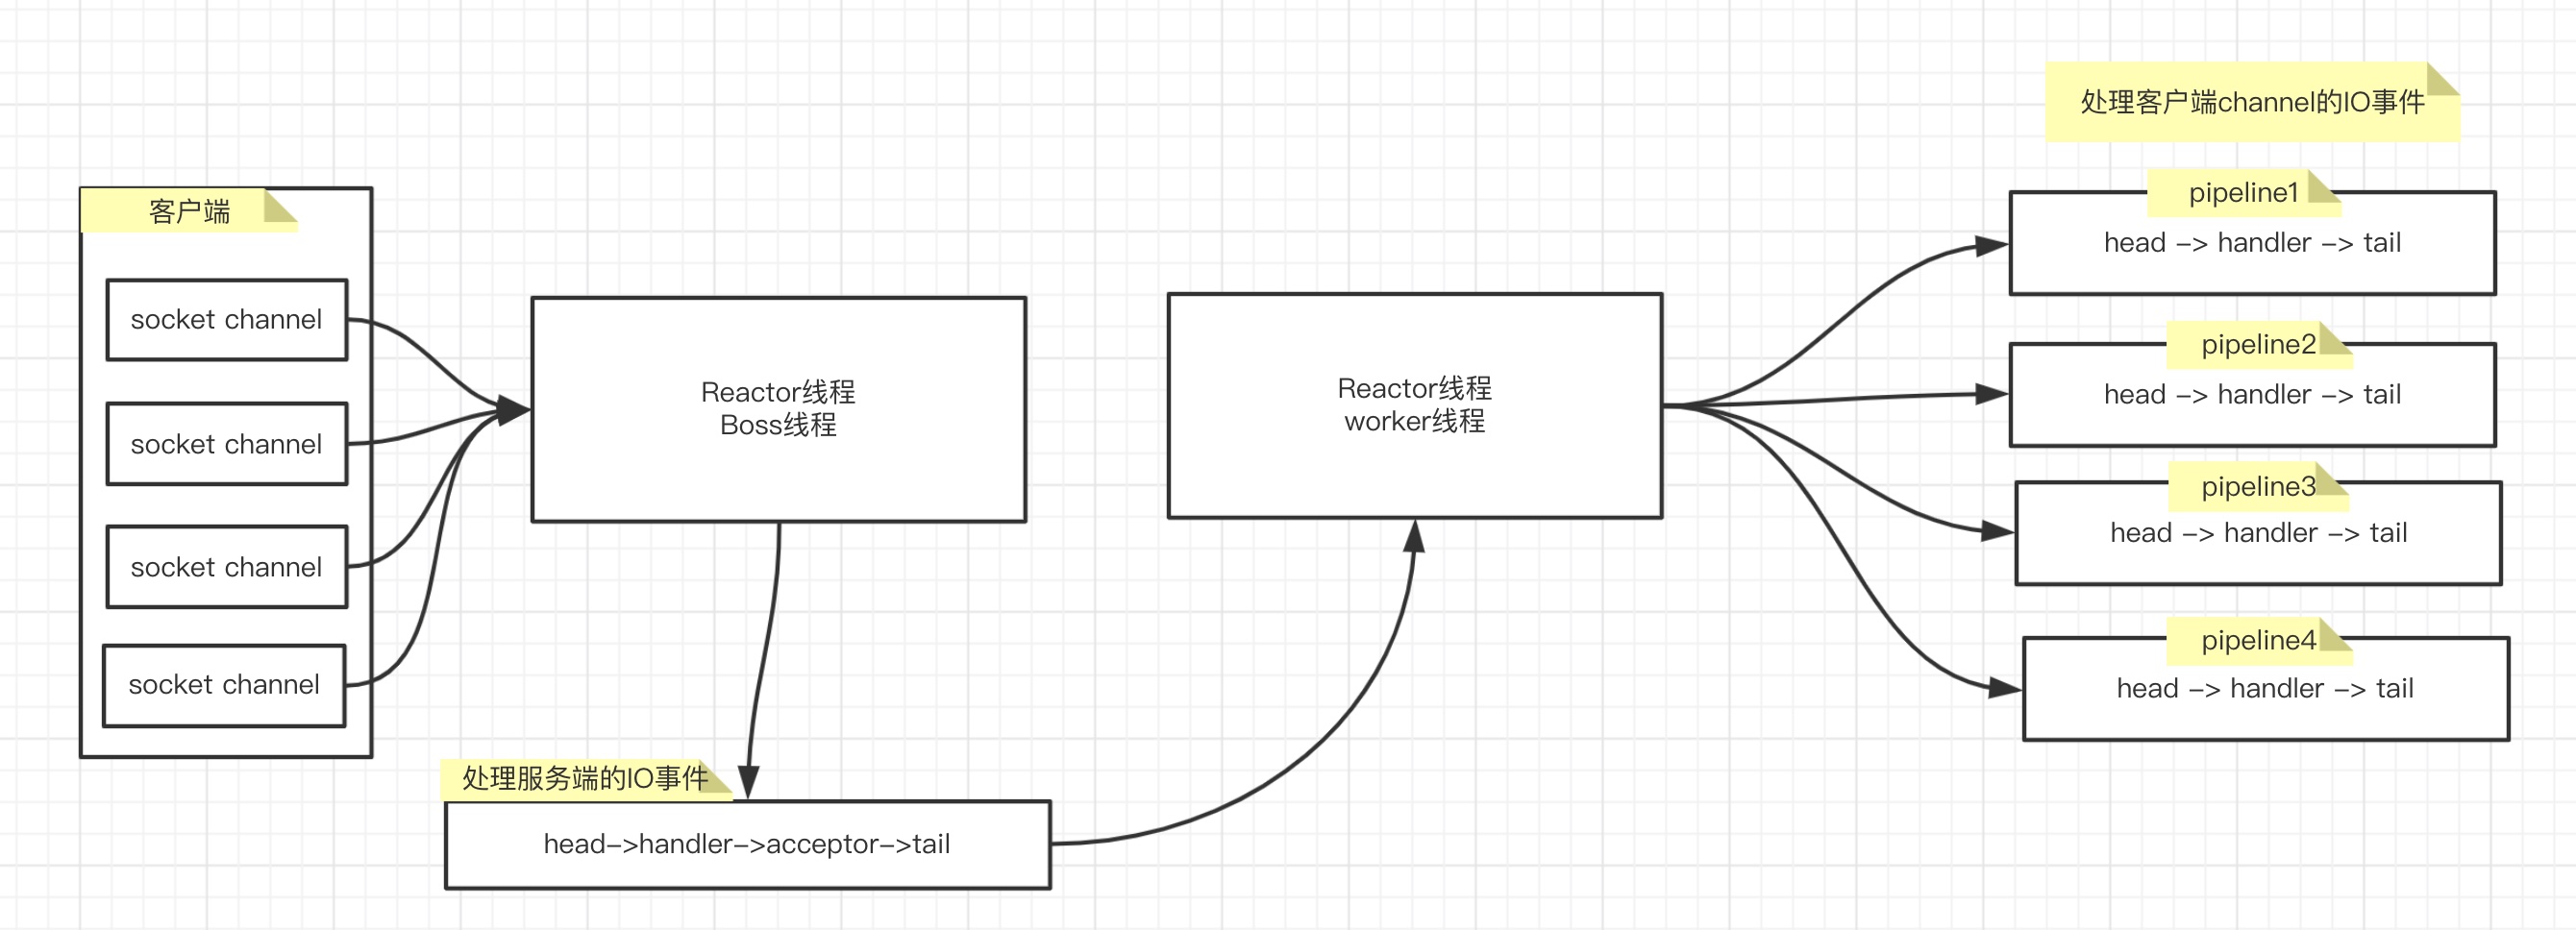 客户端
socket channel
socket channel
socket channel
socket channel
Reactor线程
Boss线程
处理服务端的IO事件
head->handler->acceptor->tail
Reactor线程
worker线程
处理客户端channel的IO事件
pipeline1
head -> handler -> tail
pipeline2
head -> handler -> tail
pipeline3
head -> handler -> tail
pipeline4
head -> handler -> tail